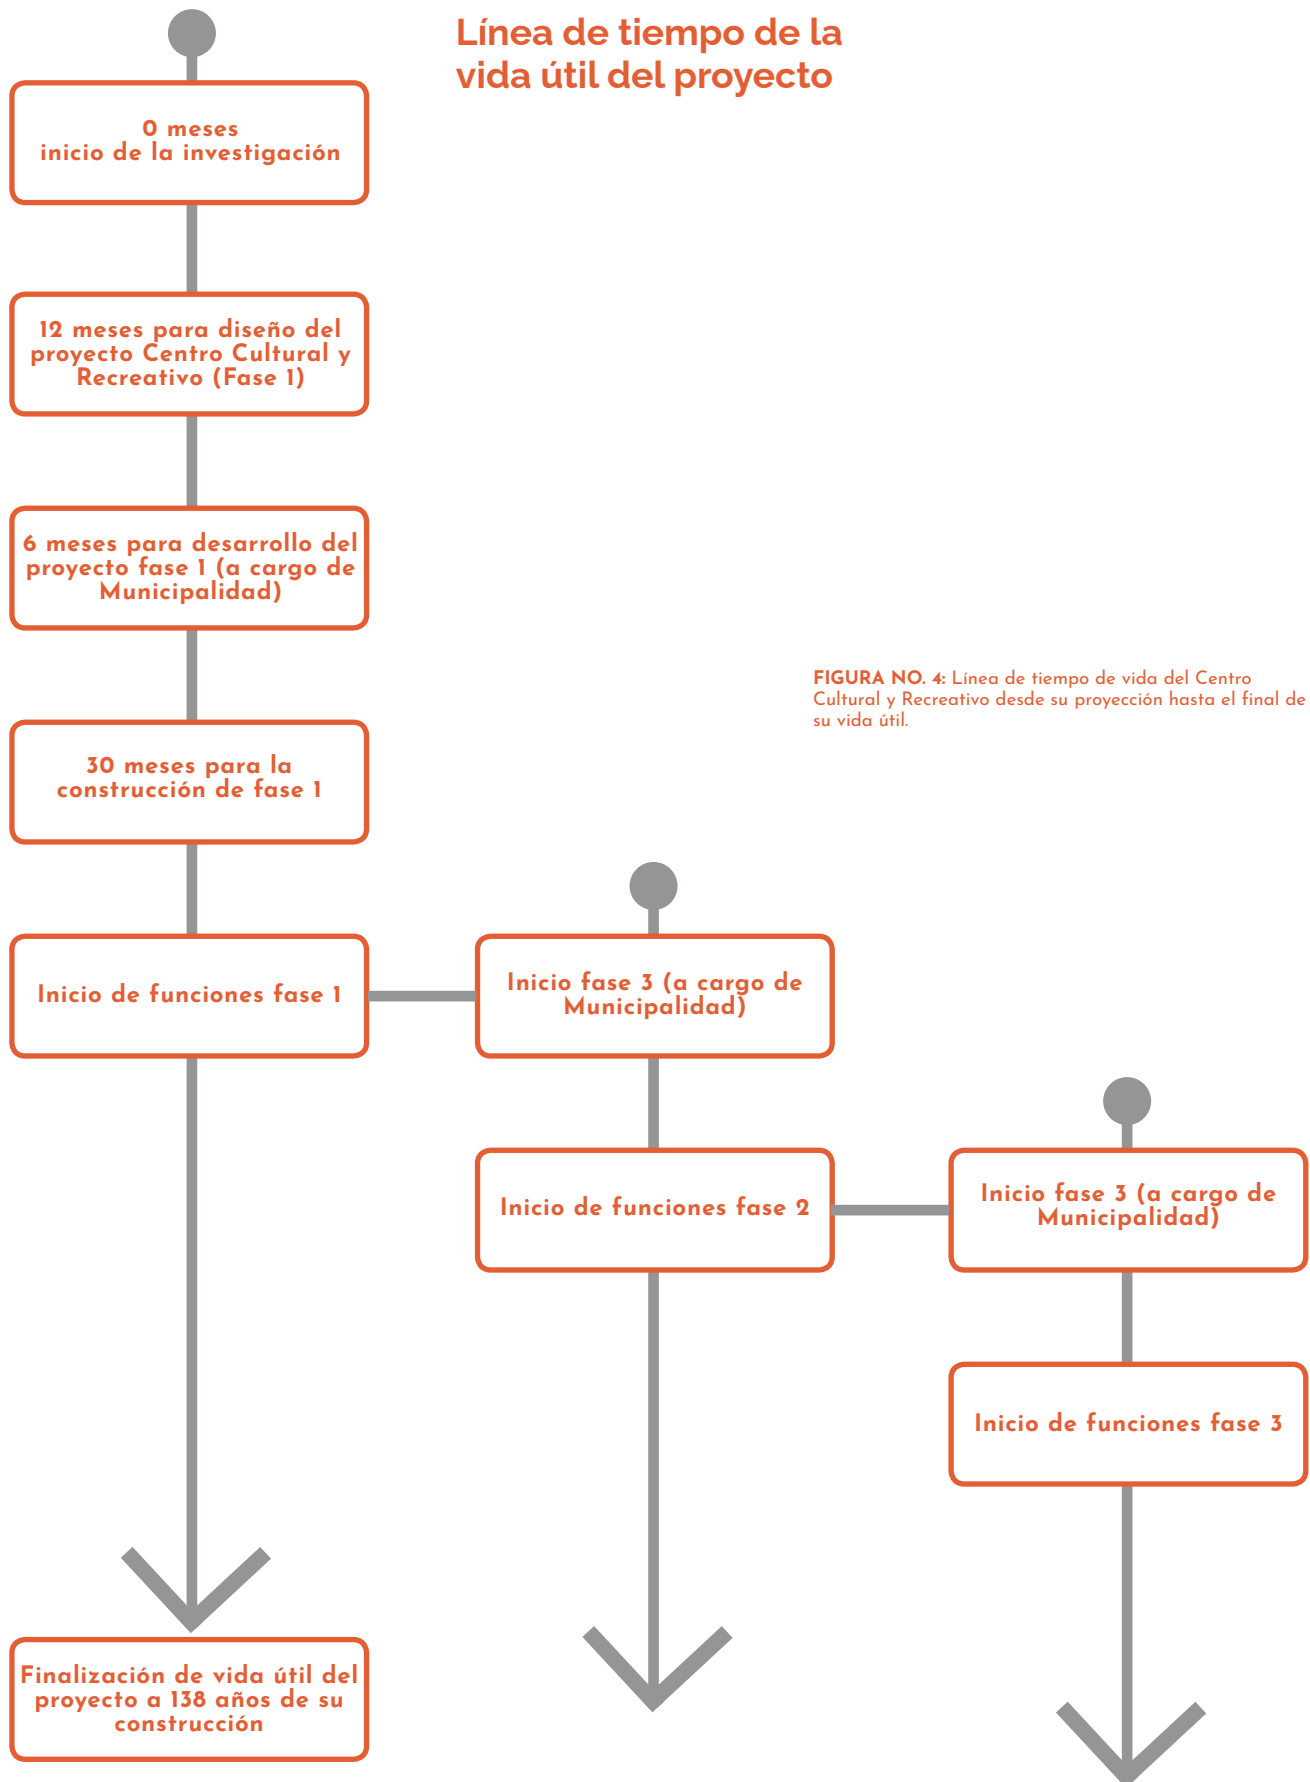 Línea de tiempo de la
vida útil del proyecto
0 meses
inicio de la investigación
12 meses para diseño del
proyecto Centro Cultural y
Recreativo (Fase 1)
6 meses para desarrollo del
proyecto fase 1 (a cargo de
Municipalidad)
FIGURA NO. 4: Línea de tiempo de vida del Centro
Cultural y Recreativo desde su proyección hasta el final de
su vida útil.
30 meses para la
construcción de fase 1
Inicio de funciones fase 1
Inicio fase 3 (a cargo de
Municipalidad)
Inicio de funciones fase 2
Inicio fase 3 (a cargo de
Municipalidad)
Inicio de funciones fase 3
Finalización de vida útil del
proyecto a 138 años de su
construcción